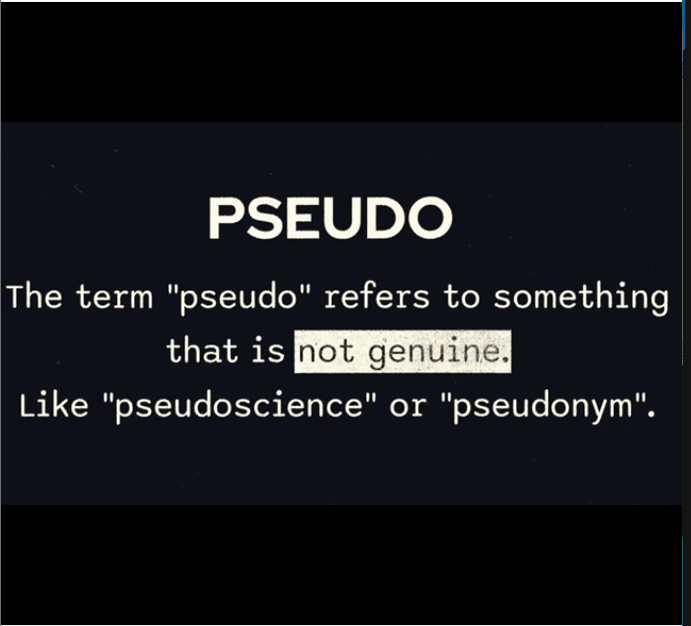 PSEUDO
The term "pseudo" refers to something
that is not genuine.
Like "pseudoscience" or "pseudonym".